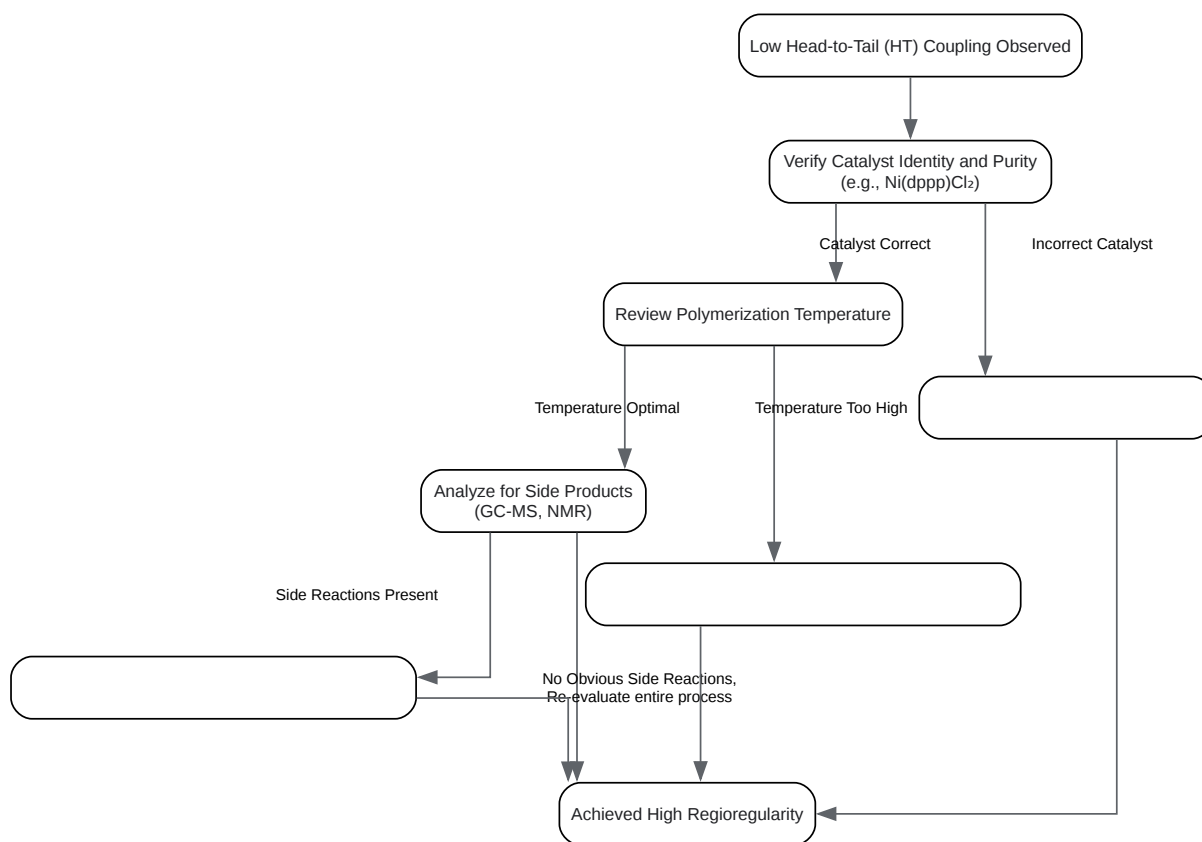 Low Head-to-Tail (HT) Coupling Observed
Verify Catalyst Identity and Purity
(e.g., Ni(dppp)Cl₂)
Catalyst Correct
Incorrect Catalyst
Review Polymerization Temperature
Temperature Optimal
Temperature Too High
Analyze for Side Products
(GC-MS, NMR)
Side Reactions Present
No Obvious Side Reactions,
Re-evaluate entire process
Achieved High Regioregularity